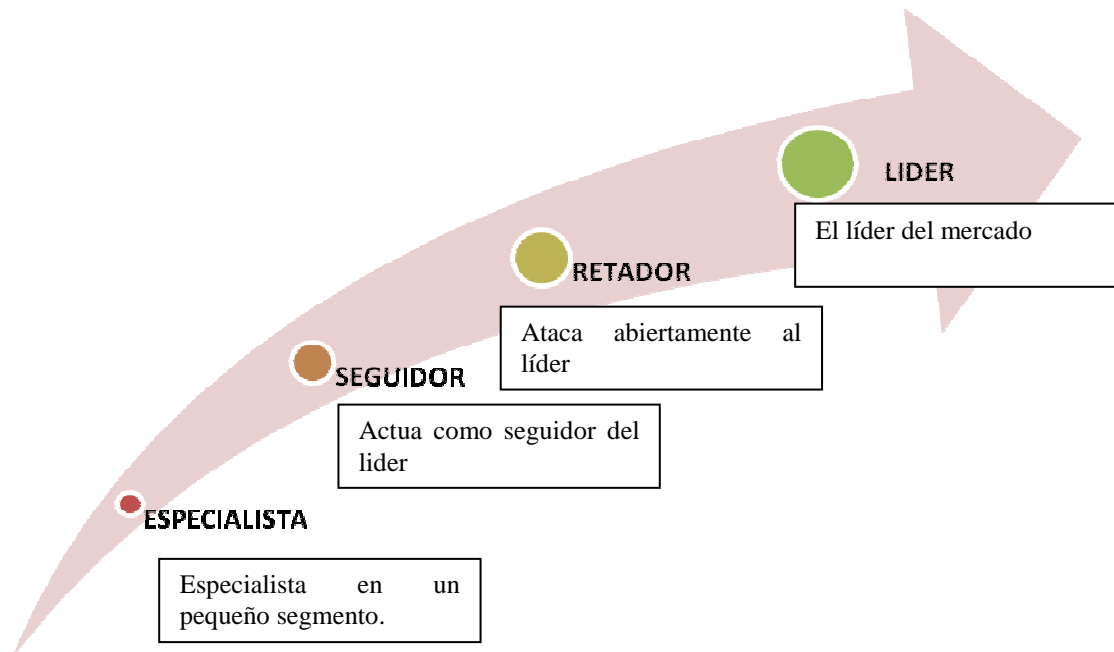 LIDER
El líder del mercado
RETADOR
Ataca abiertamente al
líder
SEGUIDOR
Actua como seguidor del
lider
ESPECIALISTA
Especialista en un
pequeño segmento.